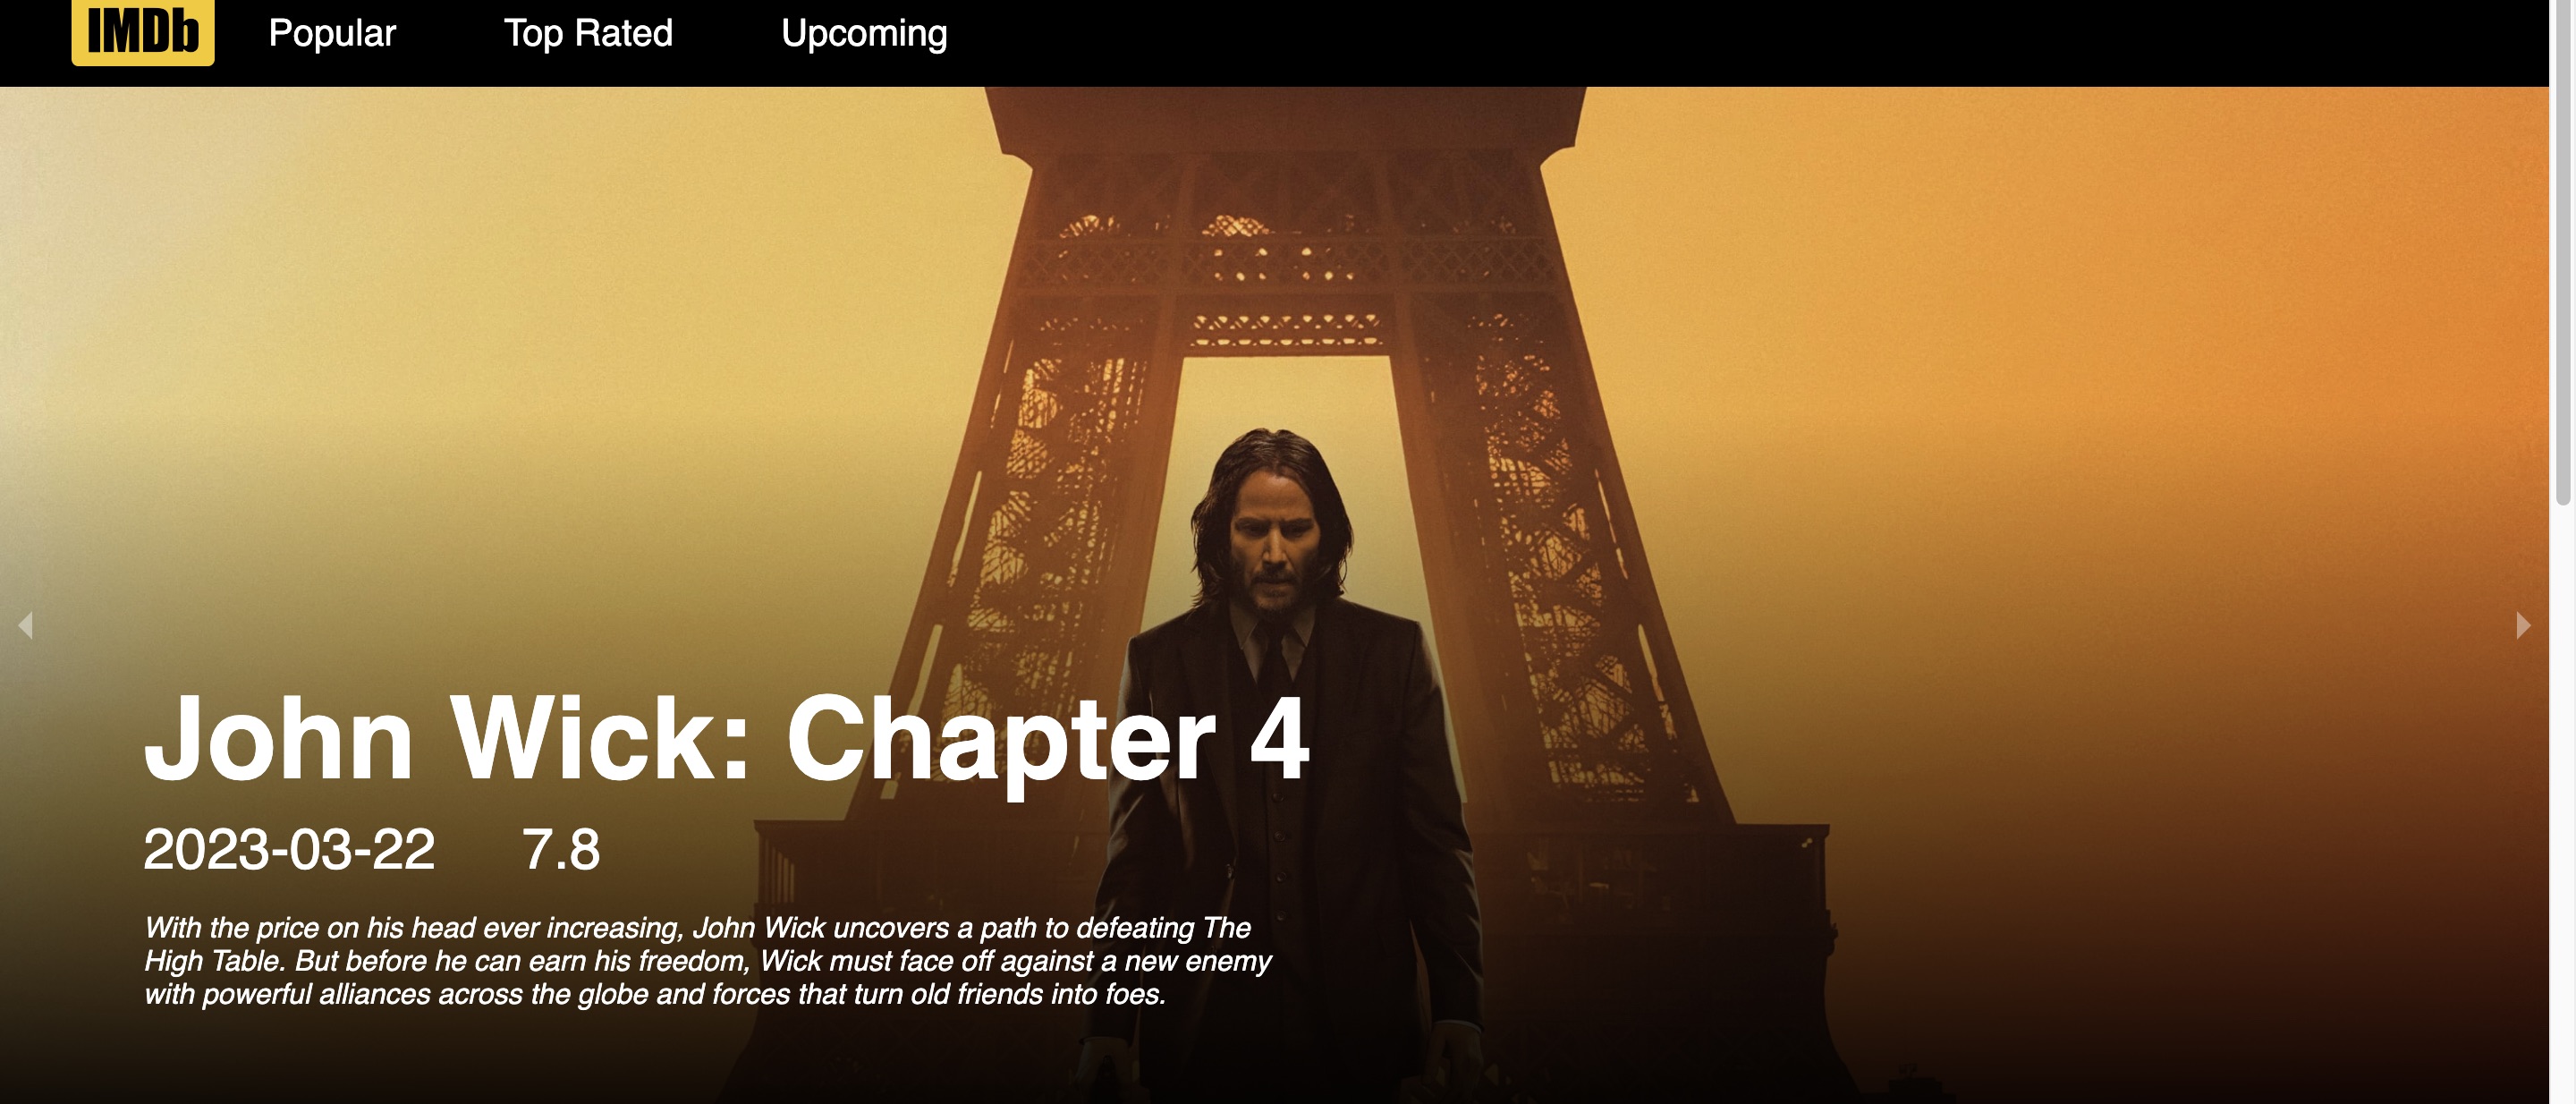 IMDb Popular Top Rated Upcoming
John Wick: Chapter 4
2023-03-22 7.8
With the price on his head ever increasing, John Wick uncovers a path to defeating The
High Table. But before he can earn his freedom, Wick must face off against a new enemy
with powerful alliances across the globe and forces that turn old friends into foes.